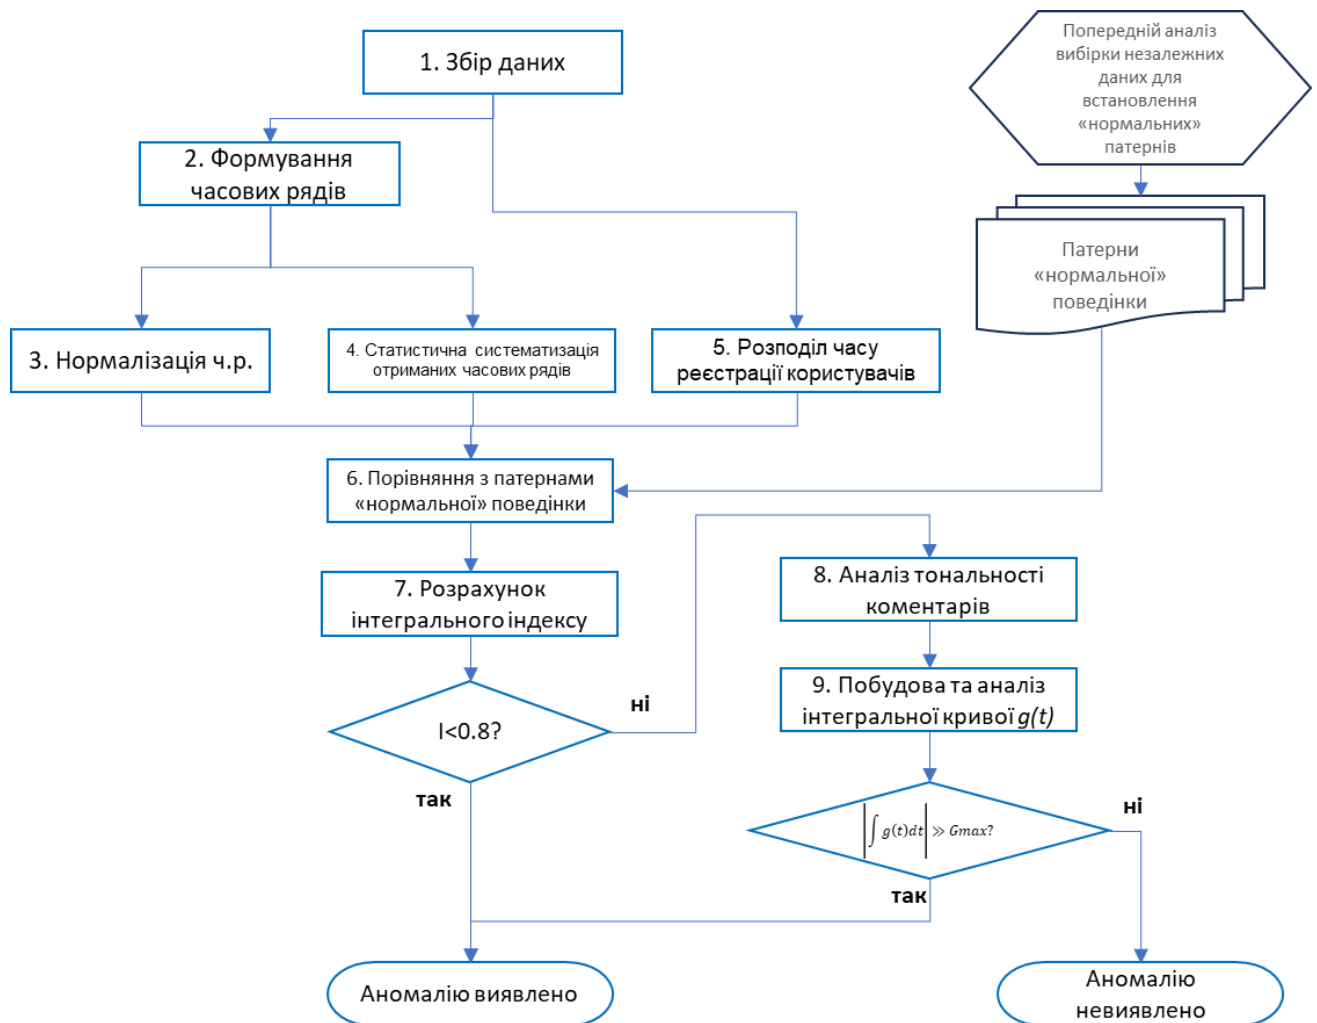 1. Збір даних
Попередній аналіз
вибірки незалежних
даних для
встановлення
«нормальних»
патернів
2. Формування
часових рядів
Патерни
«нормальної»
поведінки
3. Нормалізація ч.р.
4. Статистична систематизація
отриманих часових рядів
5. Розподіл часу
реєстрації користувачів
6. Порівняння з патернами
«нормальної» поведінки
7. Розрахунок
інтегрального індексу
8. Аналіз тональності
коментарів
9. Побудова та аналіз
інтегральної кривої g(t)
I<0.8?
ні
так
|∫ g(t)dt| ≫ Gmax?
ні
так
Аномалію виявлено
Аномалію
невиявлено